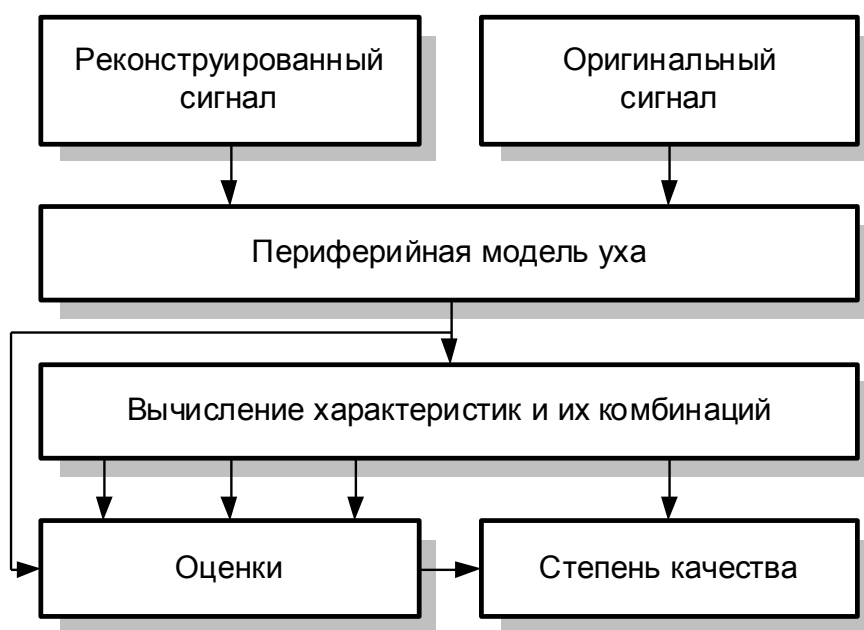 Реконструированный
сигнал
Оригинальный
сигнал
Периферийная модель уха
Вычисление характеристик и их комбинаций
Оценки
Степень качества